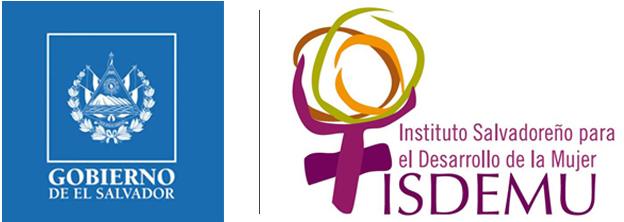 GOBIERNO
DE EL SALVADOR
Instituto Salvadoreño para
el Desarrollo de la Mujer
ISDEMU